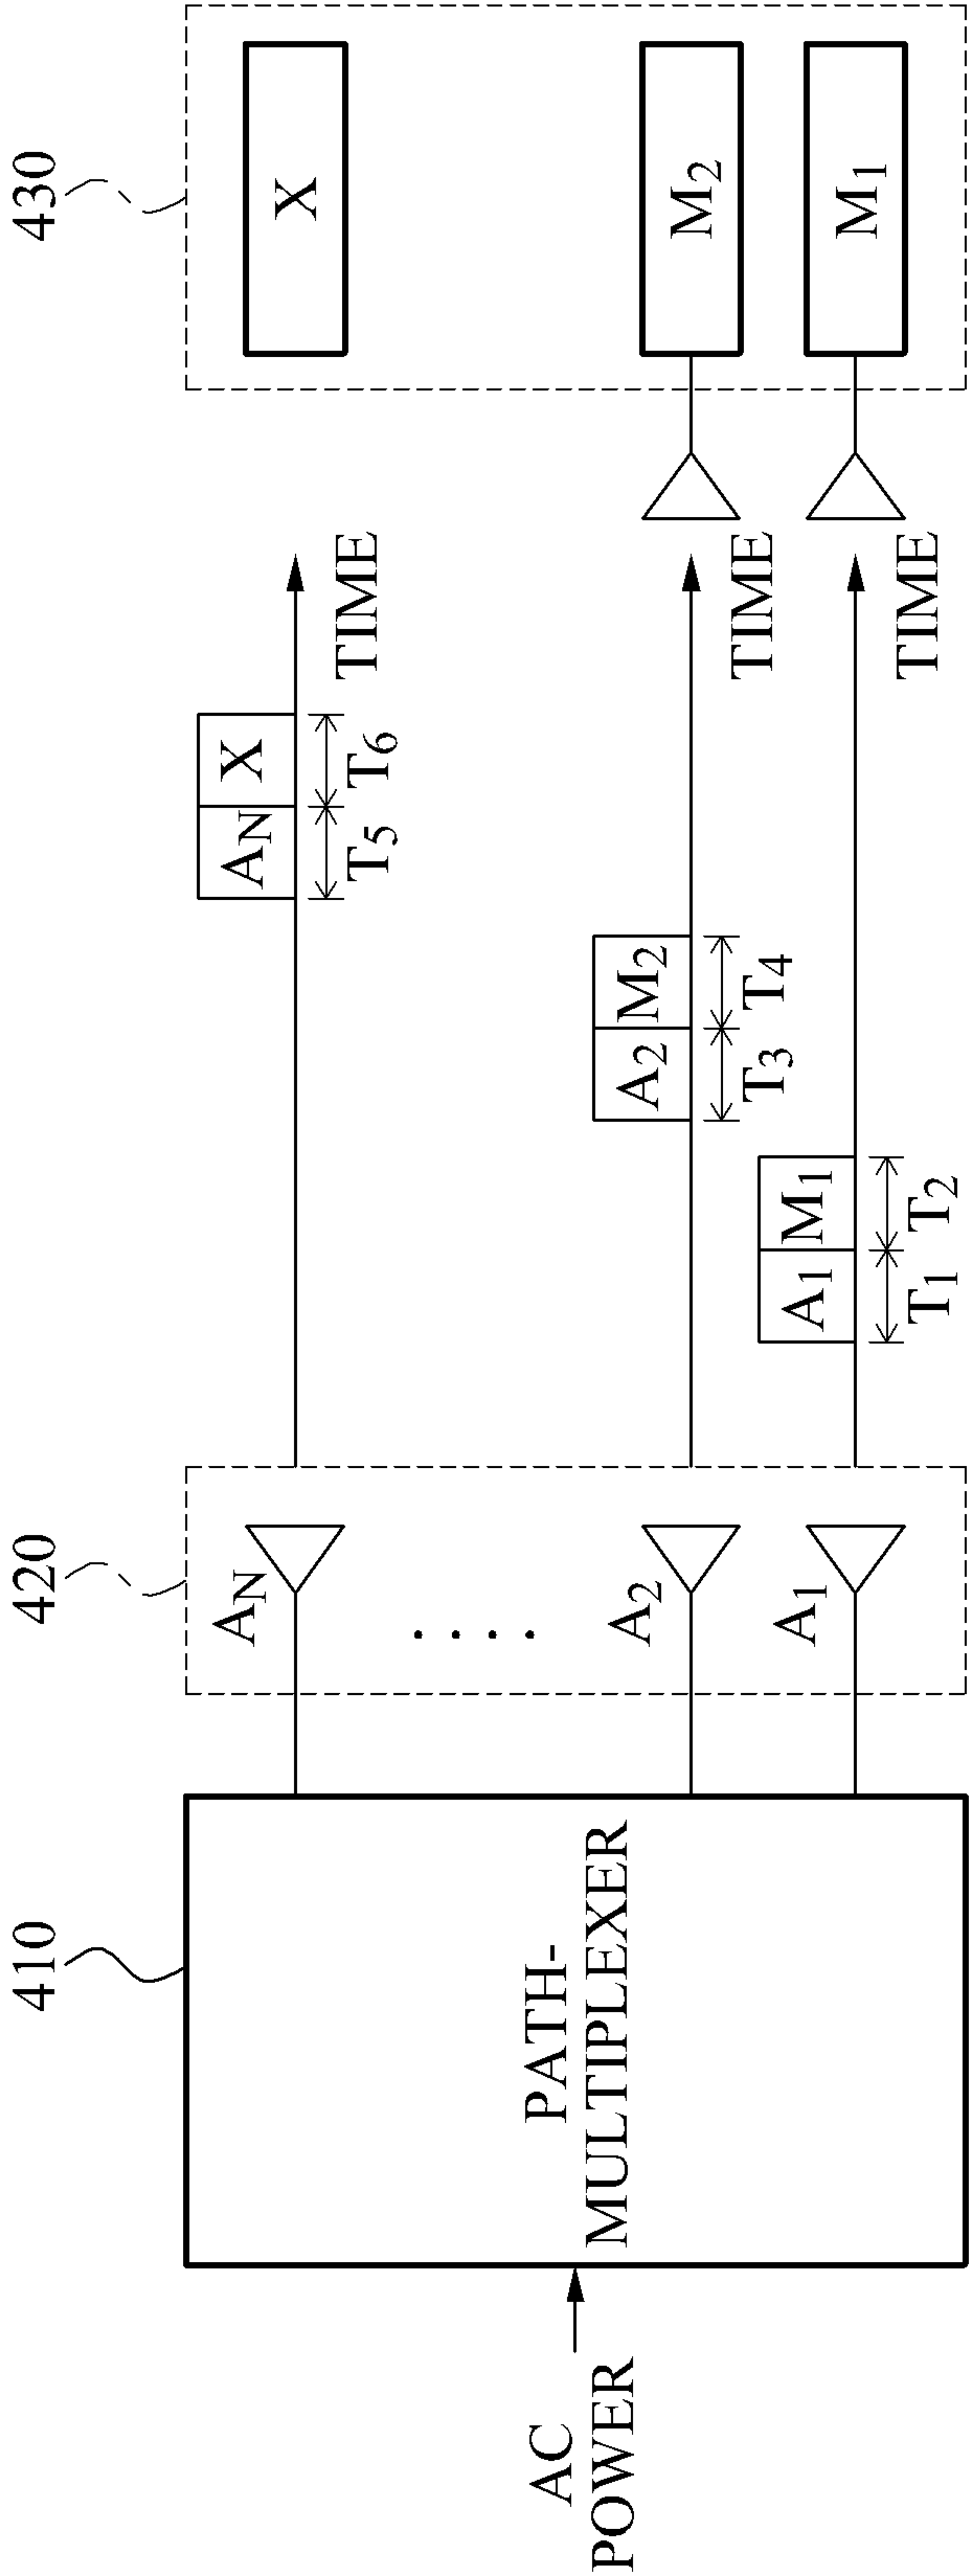 410
420
430
AC
POWER
PATH-
MULTIPLEXER
AN
A2
A1
AN X
T5 T6
TIME
A2 M2
T3 T4
TIME
A1 M1
T1 T2
TIME
X
M2
M1